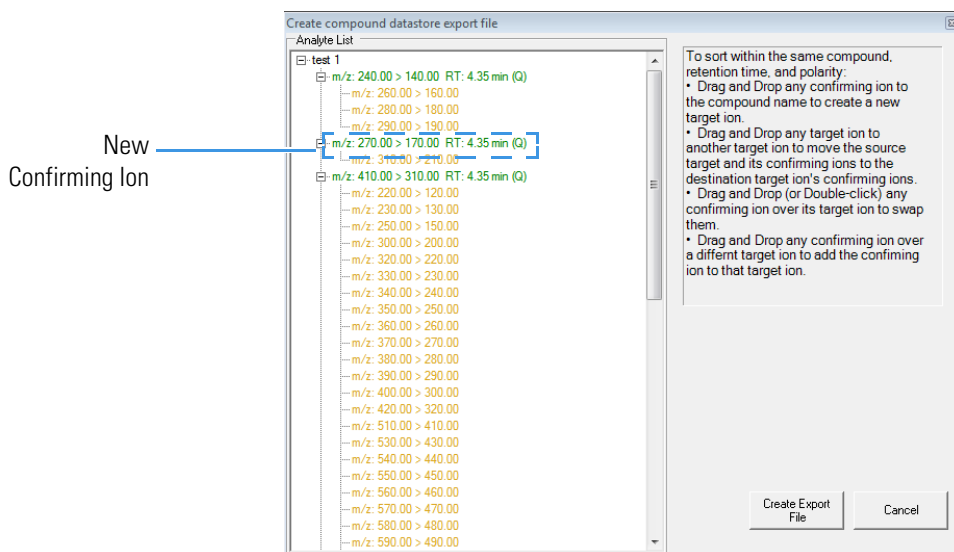 Create compound datastore export file
Analyte List
test 1
m/z: 240.00 > 140.00 RT: 4.35 min (Q)
m/z: 260.00 > 160.00
m/z: 280.00 > 180.00
m/z: 290.00 > 190.00
m/z: 270.00 > 170.00 RT: 4.35 min (Q)
m/z: 310.00 > 210.00
m/z: 410.00 > 310.00 RT: 4.35 min (Q)
m/z: 220.00 > 120.00
m/z: 230.00 > 130.00
m/z: 250.00 > 150.00
m/z: 300.00 > 200.00
m/z: 320.00 > 220.00
m/z: 330.00 > 230.00
m/z: 340.00 > 240.00
m/z: 350.00 > 250.00
m/z: 360.00 > 260.00
m/z: 370.00 > 270.00
m/z: 380.00 > 280.00
m/z: 390.00 > 290.00
m/z: 400.00 > 300.00
m/z: 420.00 > 320.00
m/z: 510.00 > 410.00
m/z: 530.00 > 430.00
m/z: 540.00 > 440.00
m/z: 550.00 > 450.00
m/z: 560.00 > 460.00
m/z: 570.00 > 470.00
m/z: 580.00 > 480.00
m/z: 590.00 > 490.00
New
Confirming Ion
To sort within the same compound,
retention time, and polarity:
• Drag and Drop any confirming ion to
the compound name to create a new
target ion.
• Drag and Drop any target ion to
another target ion to move the source
target and its confirming ions to the
destination target ion's confirming ions.
• Drag and Drop (or Double-click) any
confirming ion over its target ion to swap
them.
• Drag and Drop any confirming ion over
a differnt target ion to add the confiming
ion to that target ion.
Create Export
File
Cancel